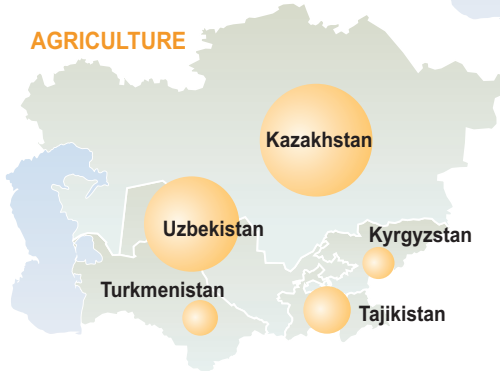 AGRICULTURE
Kazakhstan
Uzbekistan
Kyrgyzstan
Turkmenistan
Tajikistan